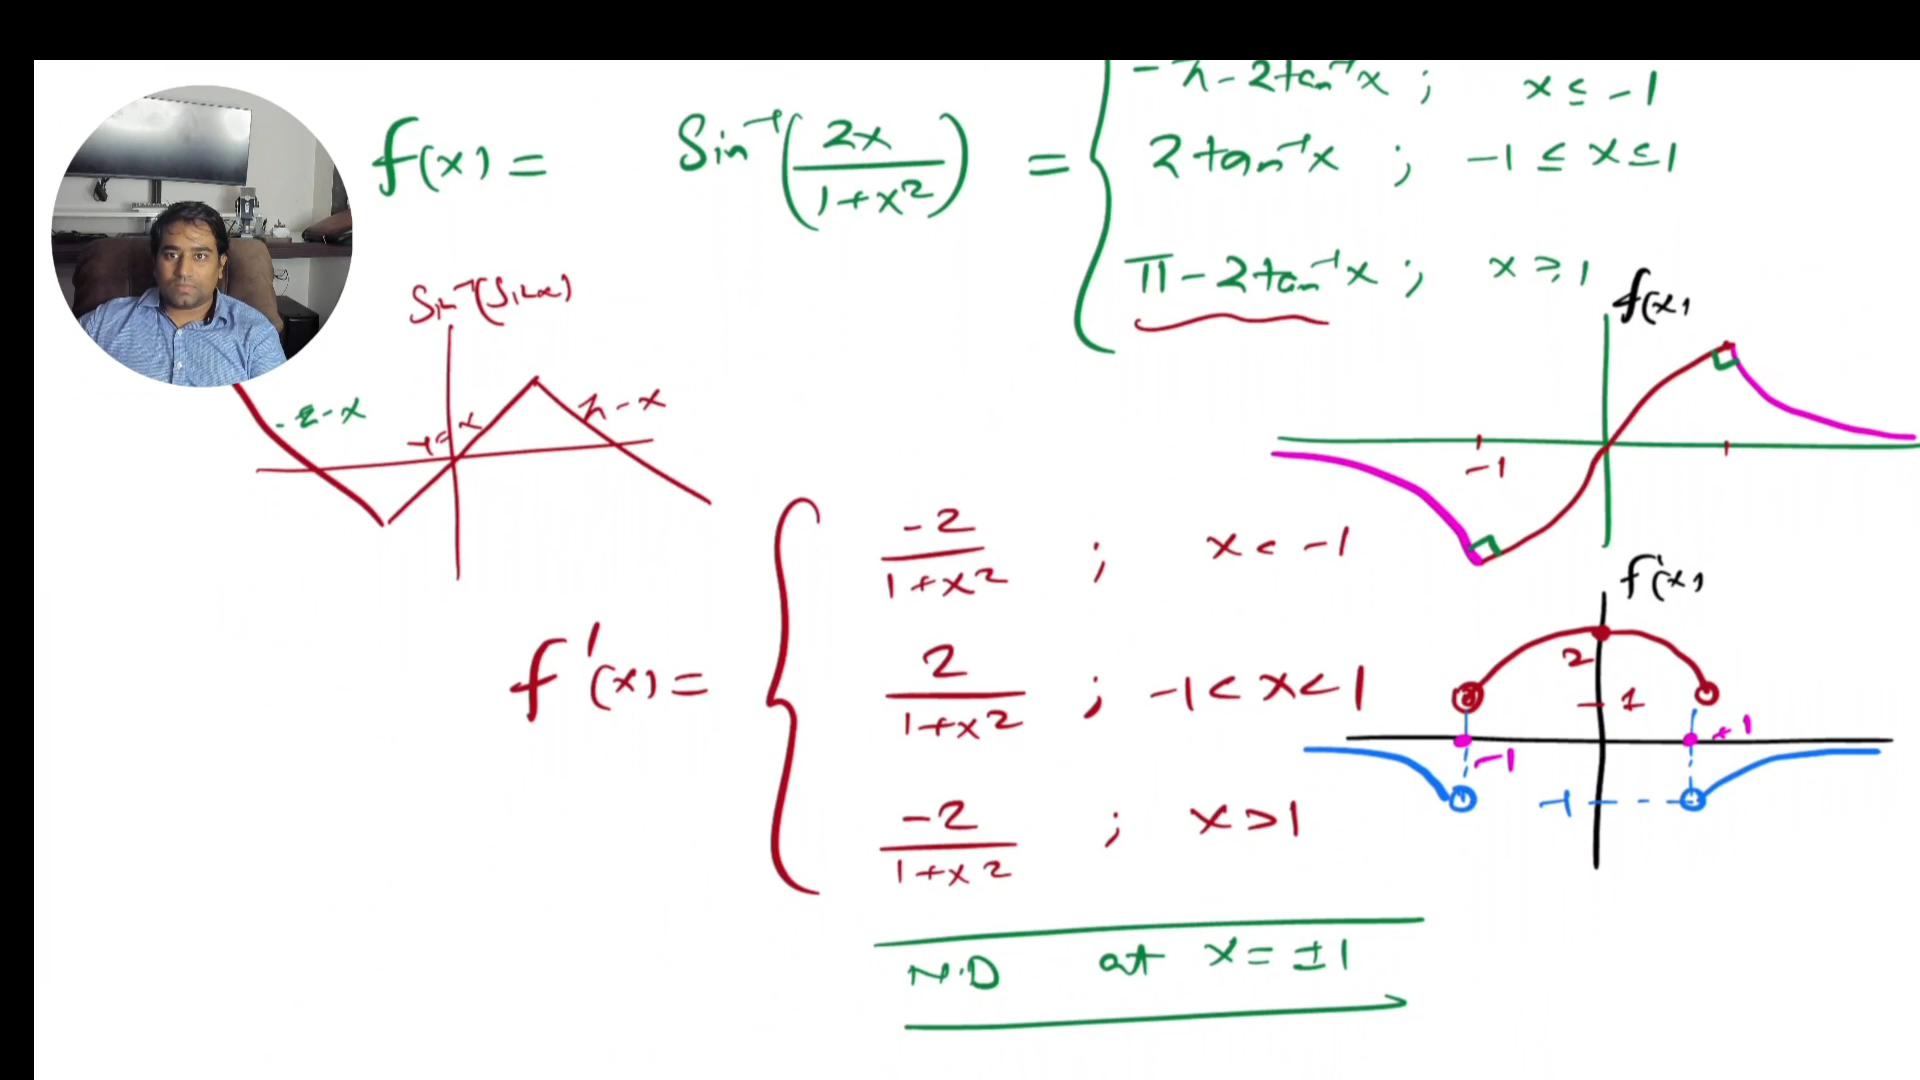 -π-2tan⁻¹x ; x ≤ -1
f(x) = Sin⁻¹(2x/1+x²) = { 2tan⁻¹x ; -1 ≤ x ≤ 1
π-2tan⁻¹x ; x ≥ 1
f(x)
Sin⁻¹(Sinx)
-π-x
y=x
π-x
-1
-2/1+x² ; x < -1
f'(x)
f'(x) = { 2/1+x² ; -1 < x < 1
2
1
-1
+1
-1
-2/1+x² ; x > 1
N.D at x = ±1